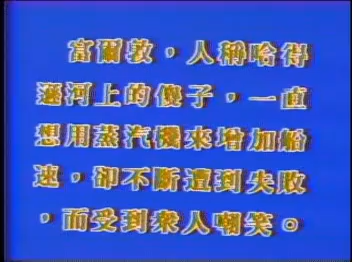 富爾敦，人稱哈得
遜河上的傻子，一直
想用蒸汽機來增加船
速，卻不斷遭到失敗
，而受到衆人嘲笑。